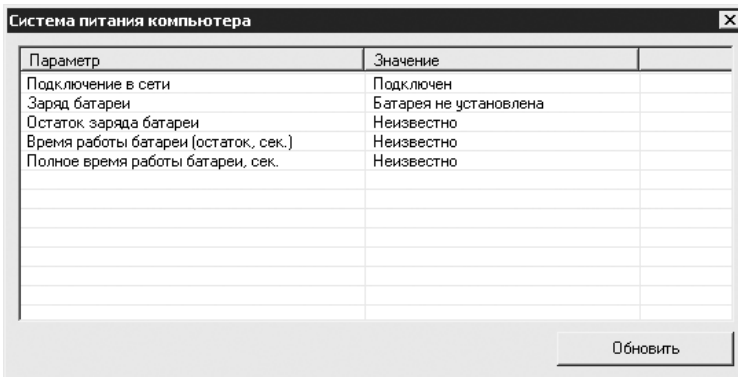 Система питания компьютера
Параметр Значение
Подключение в сети Подключен
Заряд батареи Батарея не установлена
Остаток заряда батареи Неизвестно
Время работы батареи (остаток, сек.) Неизвестно
Полное время работы батареи, сек. Неизвестно
Обновить